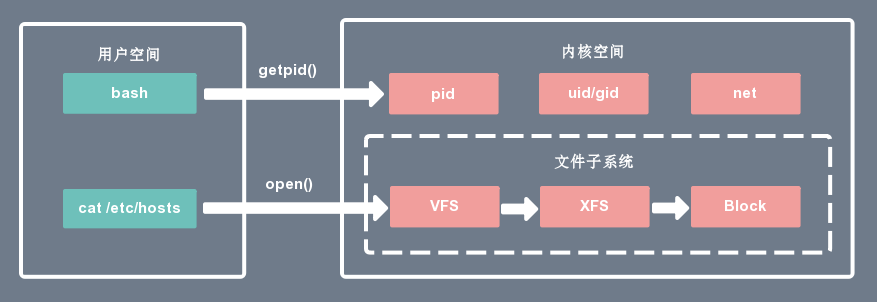 用户空间
bash
cat /etc/hosts
getpid()
open()
内核空间
pid
uid/gid
net
文件子系统
VFS
XFS
Block